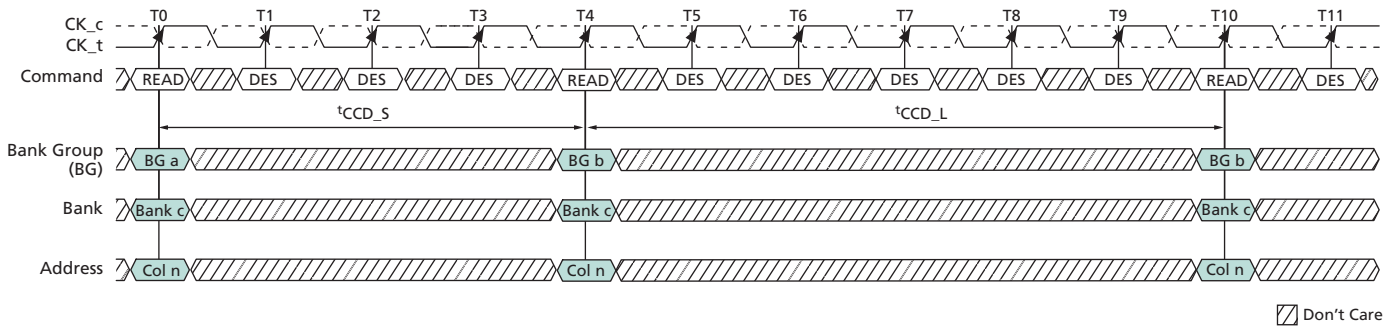 T0 T1 T2 T3 T4 T5 T6 T7 T8 T9 T10 T11
CK_c
CK_t
Command READ DES DES DES READ DES DES DES DES DES READ DES
tCCD_S tCCD_L
Bank Group BG a BG b BG b
(BG)
Bank Bank c Bank c Bank c
Address Col n Col n Col n
Don't Care